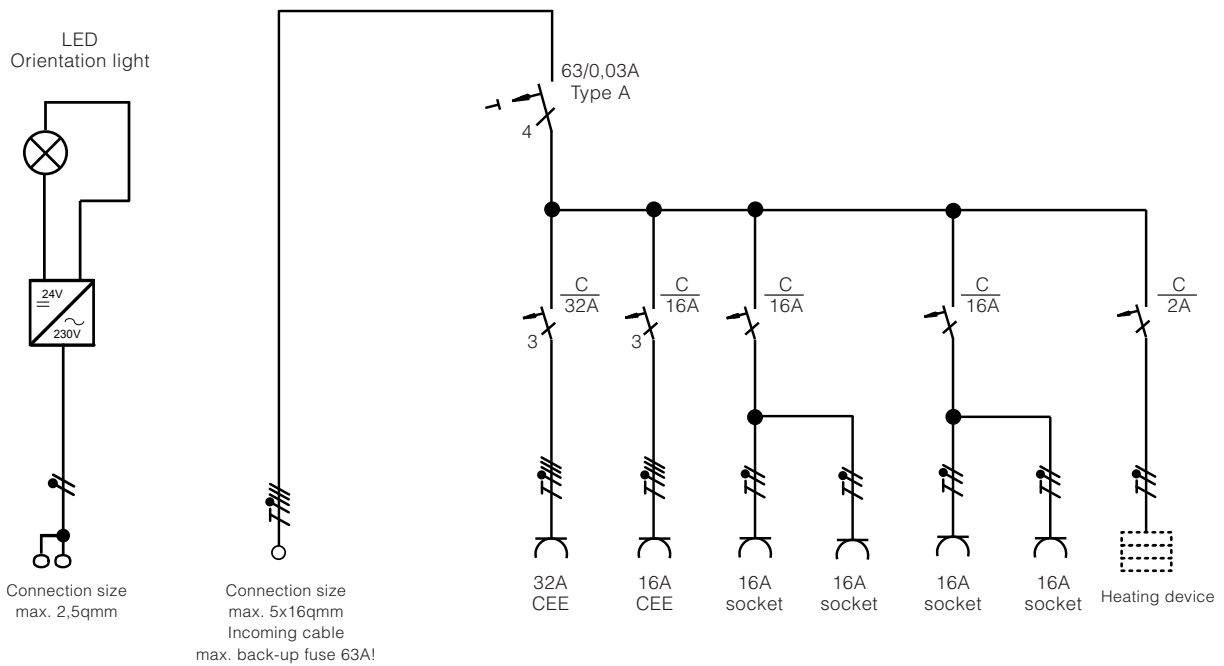 LED
Orientation light
63/0,03A
Type A
4
C
32A
C
16A
C
16A
C
16A
C
2A
24V
230V
3
3
Connection size
max. 2,5qmm
Connection size
max. 5x16qmm
Incoming cable
max. back-up fuse 63A!
32A
CEE
16A
CEE
16A
socket
16A
socket
16A
socket
16A
socket
Heating device